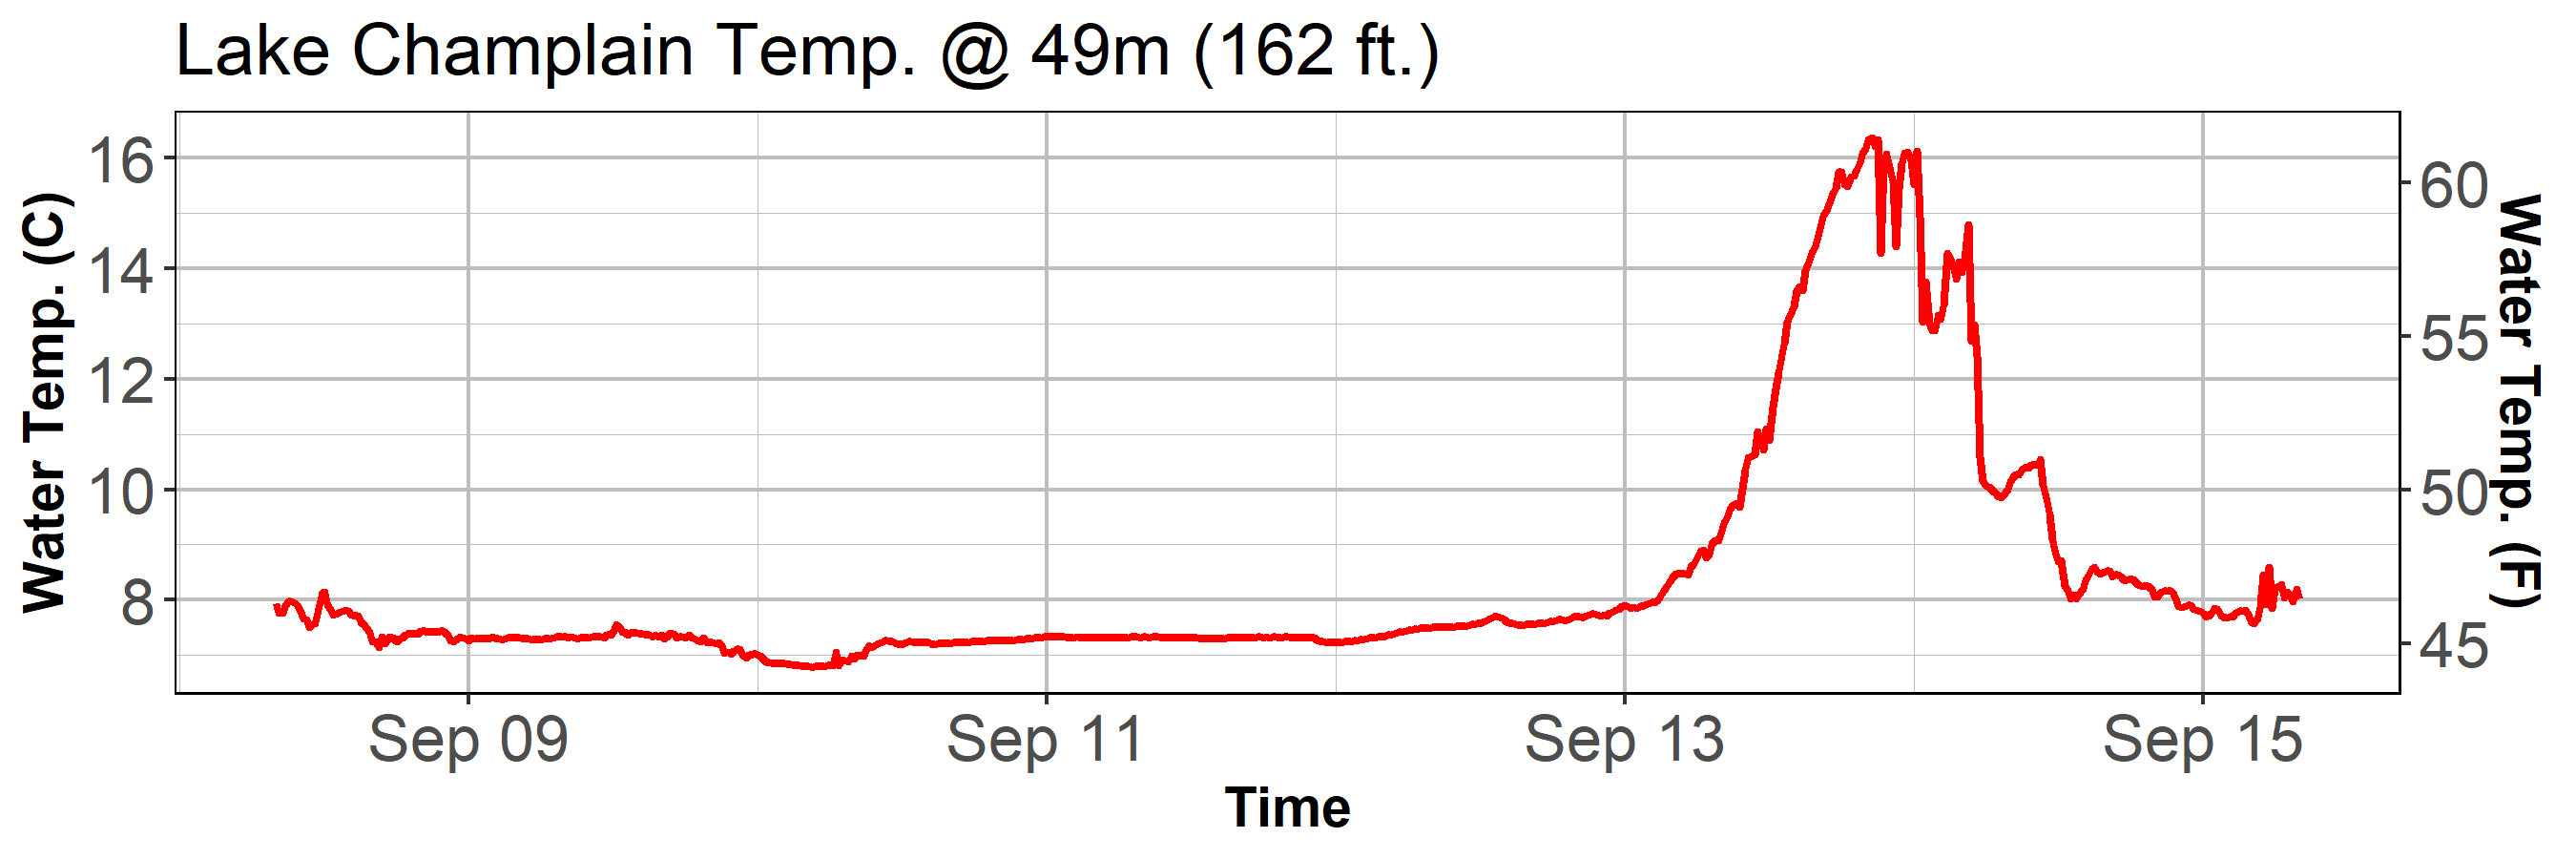 Lake Champlain Temp. @ 49m (162 ft.)
Water Temp. (C)
16
14
12
10
8
60
55
50
45
Water Temp. (F)
Sep 09
Sep 11
Sep 13
Sep 15
Time